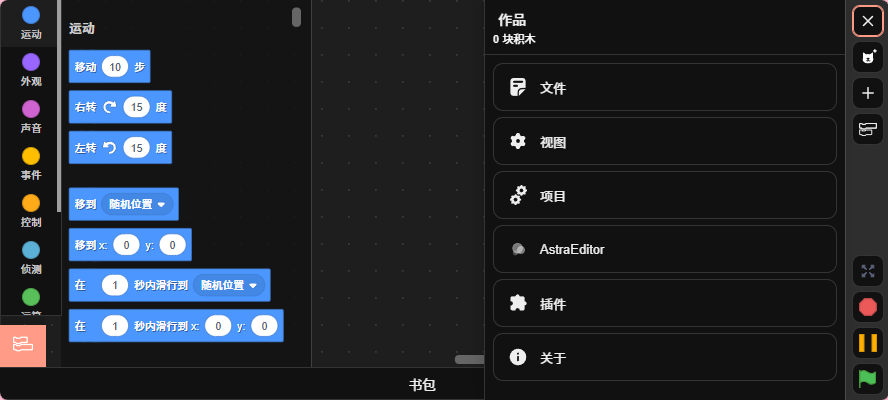 运动
外观
声音
事件
控制
侦测
运算
运动
移动 10 步
右转 15 度
左转 15 度
移到 随机位置
移到 x: 0 y: 0
在 1 秒内滑行到 随机位置
在 1 秒内滑行到 x: 0 y: 0
书包
作品
0 块积木
文件
视图
项目
AstraEditor
插件
关于